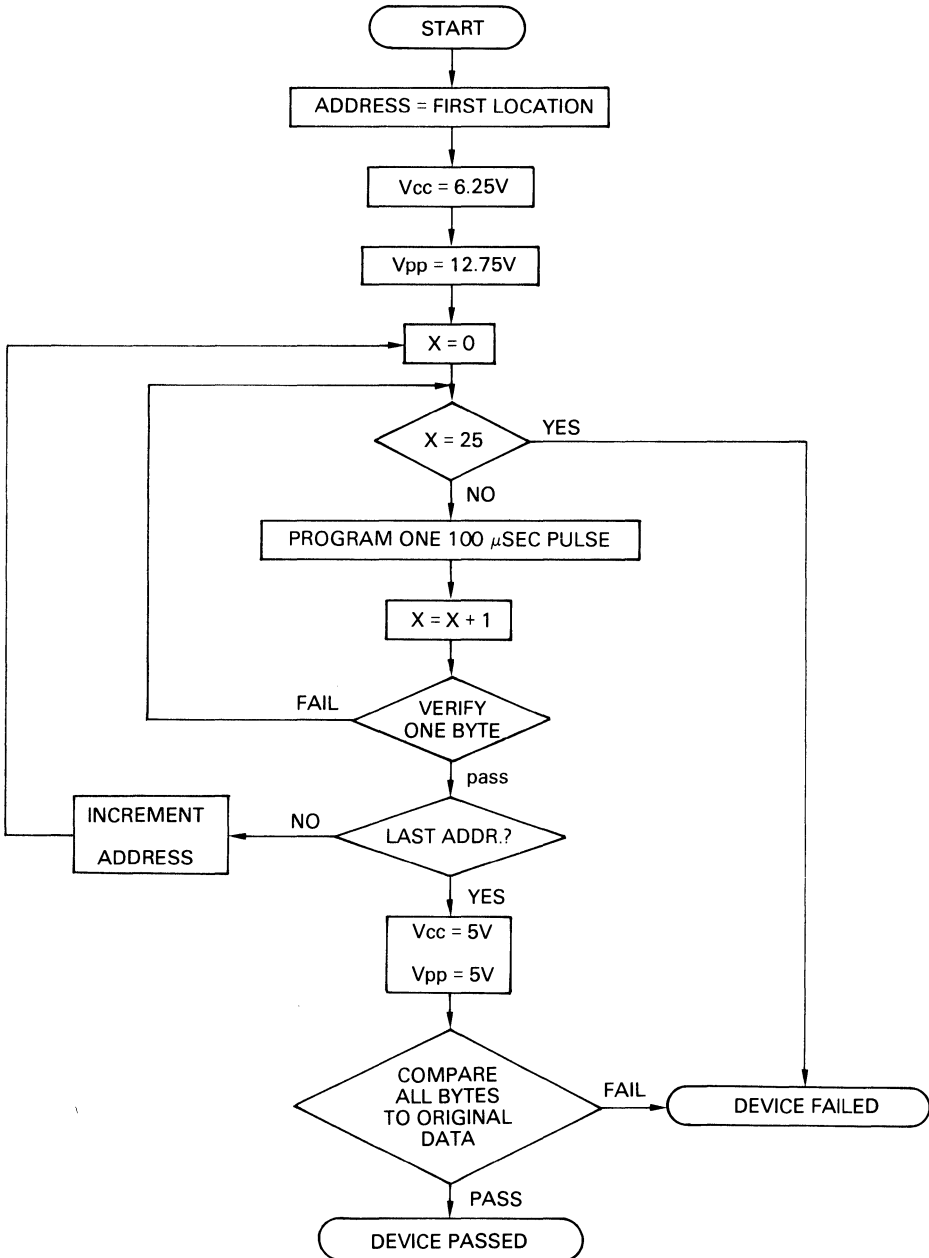 START
ADDRESS = FIRST LOCATION
Vcc = 6.25V
Vpp = 12.75V
X = 0
X = 25
YES
NO
PROGRAM ONE 100 μSEC PULSE
X = X + 1
FAIL
VERIFY
ONE BYTE
pass
INCREMENT
ADDRESS
NO
LAST ADDR.?
YES
Vcc = 5V
Vpp = 5V
COMPARE
ALL BYTES
TO ORIGINAL
DATA
FAIL
DEVICE FAILED
PASS
DEVICE PASSED